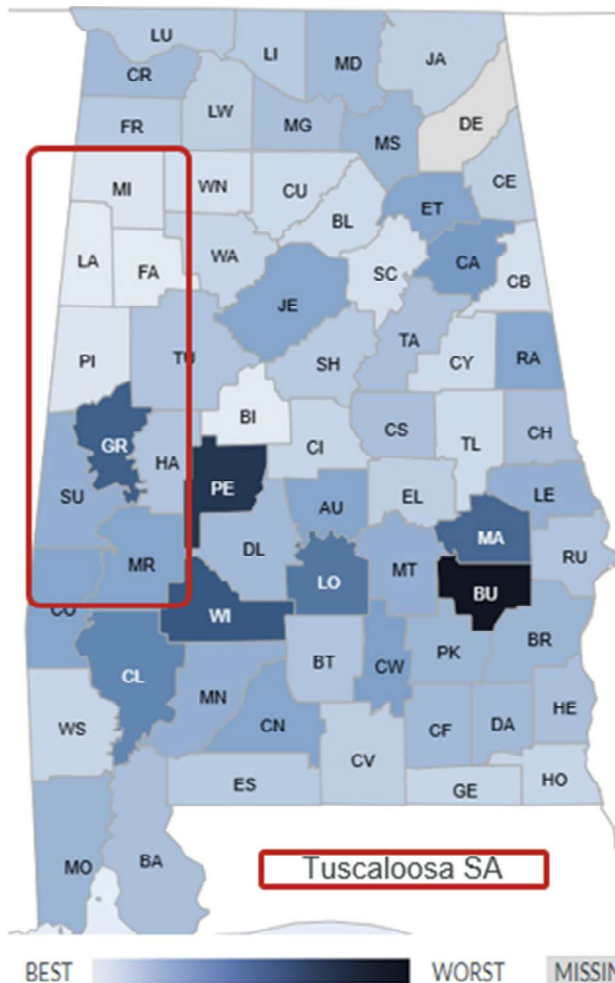 LU
LI
MD
JA
CR
LW
MG
FR
MS
DE
MI
WN
CU
BL
ET
CE
LA
FA
WA
SC
CA
CB
JE
PI
TU
SH
TA
CY
RA
BI
GR
HA
CI
CS
TL
CH
SU
PE
AU
EL
LE
MR
DL
LO
MT
MA
RU
CO
WI
BU
CL
MN
BT
CW
PK
BR
WS
CN
CF
DA
HE
ES
CV
GE
HO
MO
BA
Tuscaloosa SA
BEST WORST MISSIN